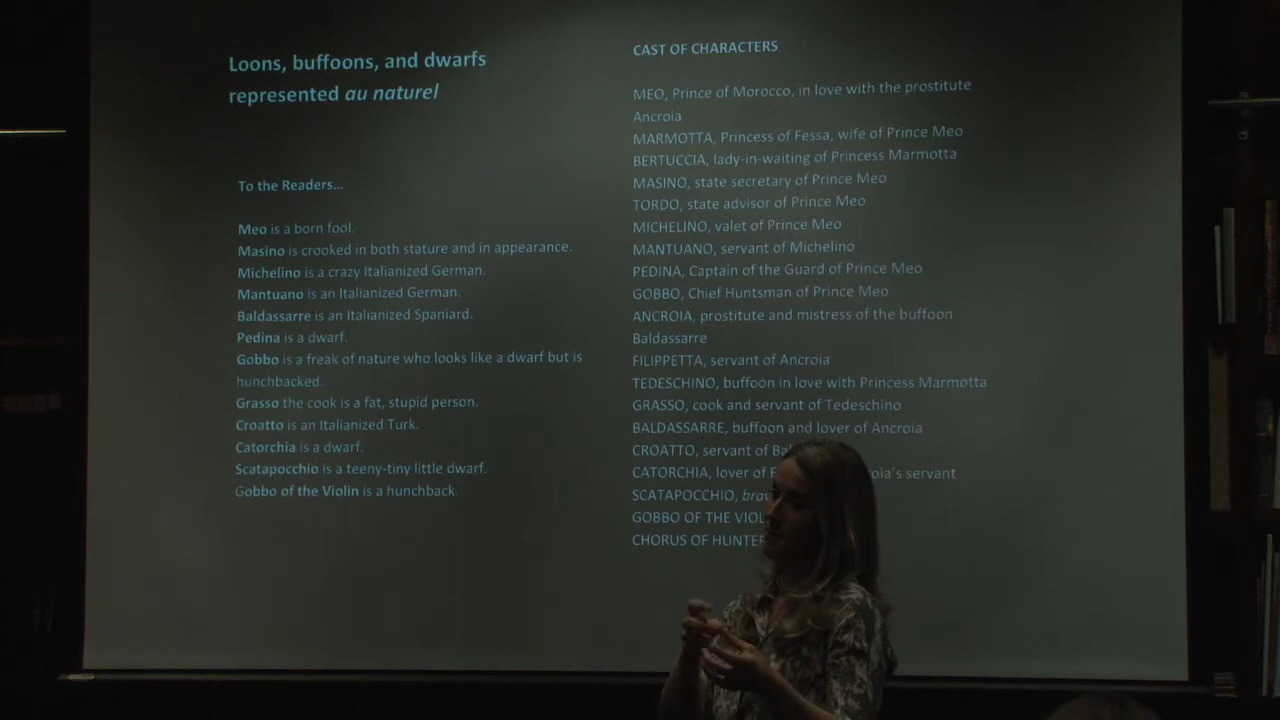 Loons, buffoons, and dwarfs
represented au naturel
To the Readers...
Meo is a born fool.
Masino is crooked in both stature and in appearance.
Michelino is a crazy Italianized German.
Mantuano is an Italianized German.
Baldassarre is an Italianized Spaniard.
Pedina is a dwarf.
Gobbo is a freak of nature who looks like a dwarf but is
hunchbacked.
Grasso the cook is a fat, stupid person.
Croatto is an Italianized Turk.
Catorchia is a dwarf.
Scatapocchio is a teeny-tiny little dwarf.
Gobbo of the Violin is a hunchback.
CAST OF CHARACTERS
MEO, Prince of Morocco, in love with the prostitute
Ancroia
MARMOTTA, Princess of Fessa, wife of Prince Meo
BERTUCCIA, lady-in-waiting of Princess Marmotta
MASINO, state secretary of Prince Meo
TORDO, state advisor of Prince Meo
MICHELINO, valet of Prince Meo
MANTUANO, servant of Michelino
PEDINA, Captain of the Guard of Prince Meo
GOBBO, Chief Huntsman of Prince Meo
ANCROIA, prostitute and mistress of the buffoon
Baldassarre
FILIPPETTA, servant of Ancroia
TEDESCHINO, buffoon in love with Princess Marmotta
GRASSO, cook and servant of Tedeschino
BALDASSARRE, buffoon and lover of Ancroia
CROATTO, servant of
CATORCHIA, lover of servant
SCATAPOCCHIO,
GOBBO OF THE
CHORUS OF